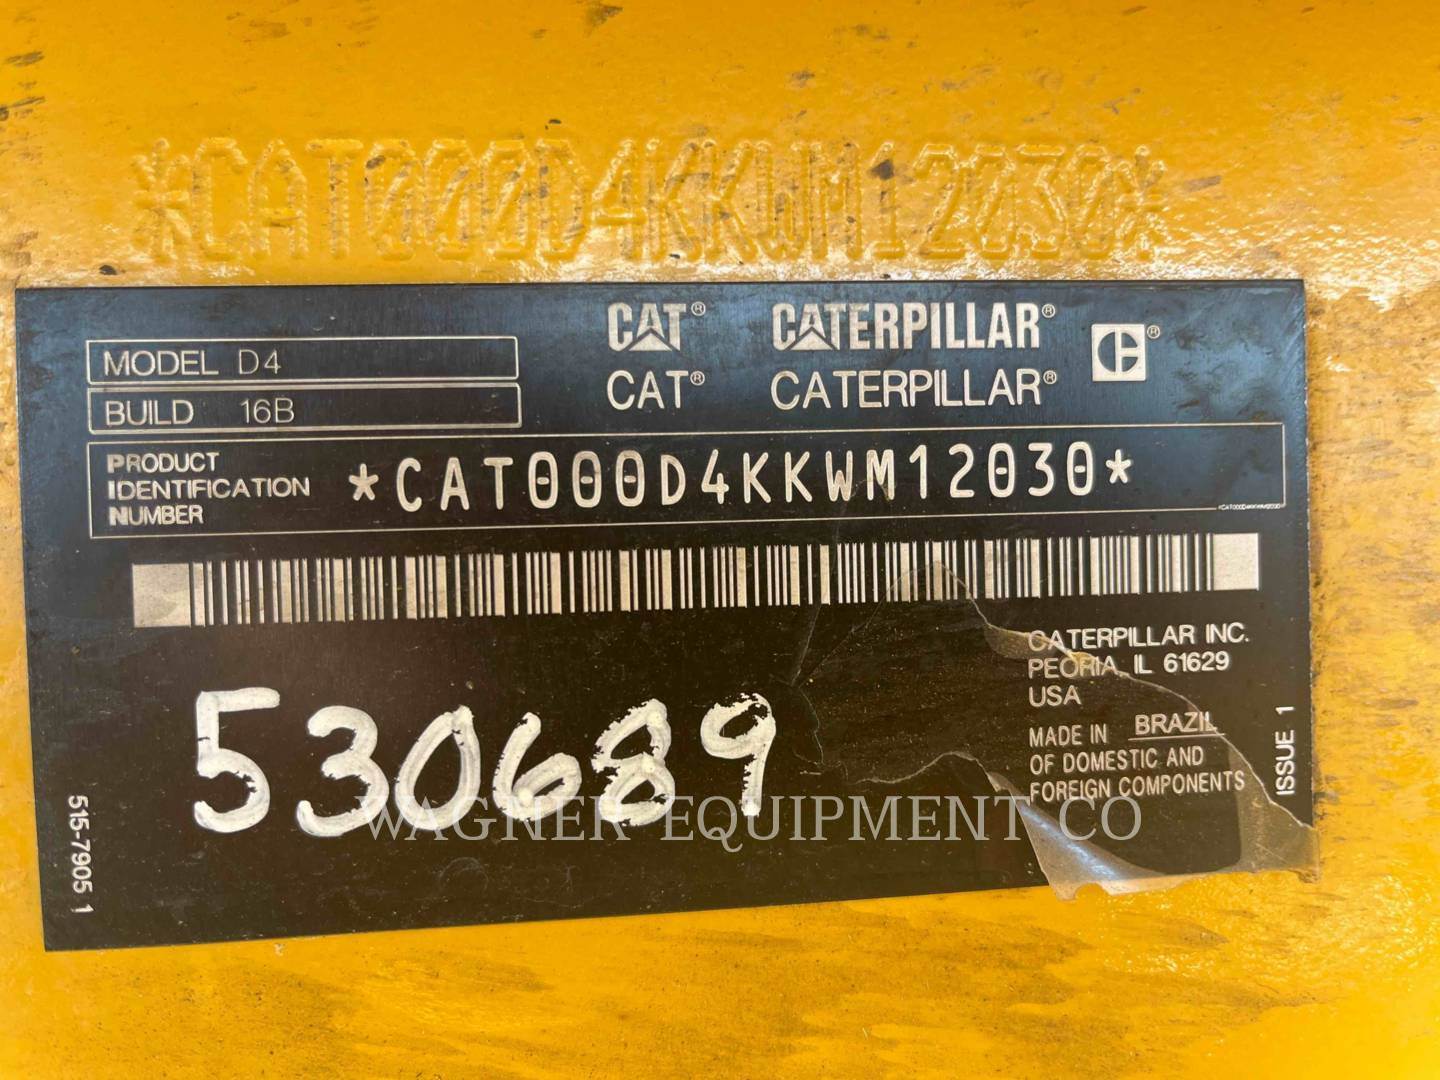 *CAT000D4KKWM12030*
MODEL D4
BUILD 16B
CAT® CATERPILLAR® ®
CAT® CATERPILLAR®
PRODUCT
IDENTIFICATION
NUMBER
*CAT000D4KKWM12030*
*CAT000D4KKWM12030*
CATERPILLAR INC.
PEORIA, IL 61629
USA
MADE IN BRAZIL
OF DOMESTIC AND
FOREIGN COMPONENTS
ISSUE 1
530689
515-7905 1
WAGNER EQUIPMENT CO